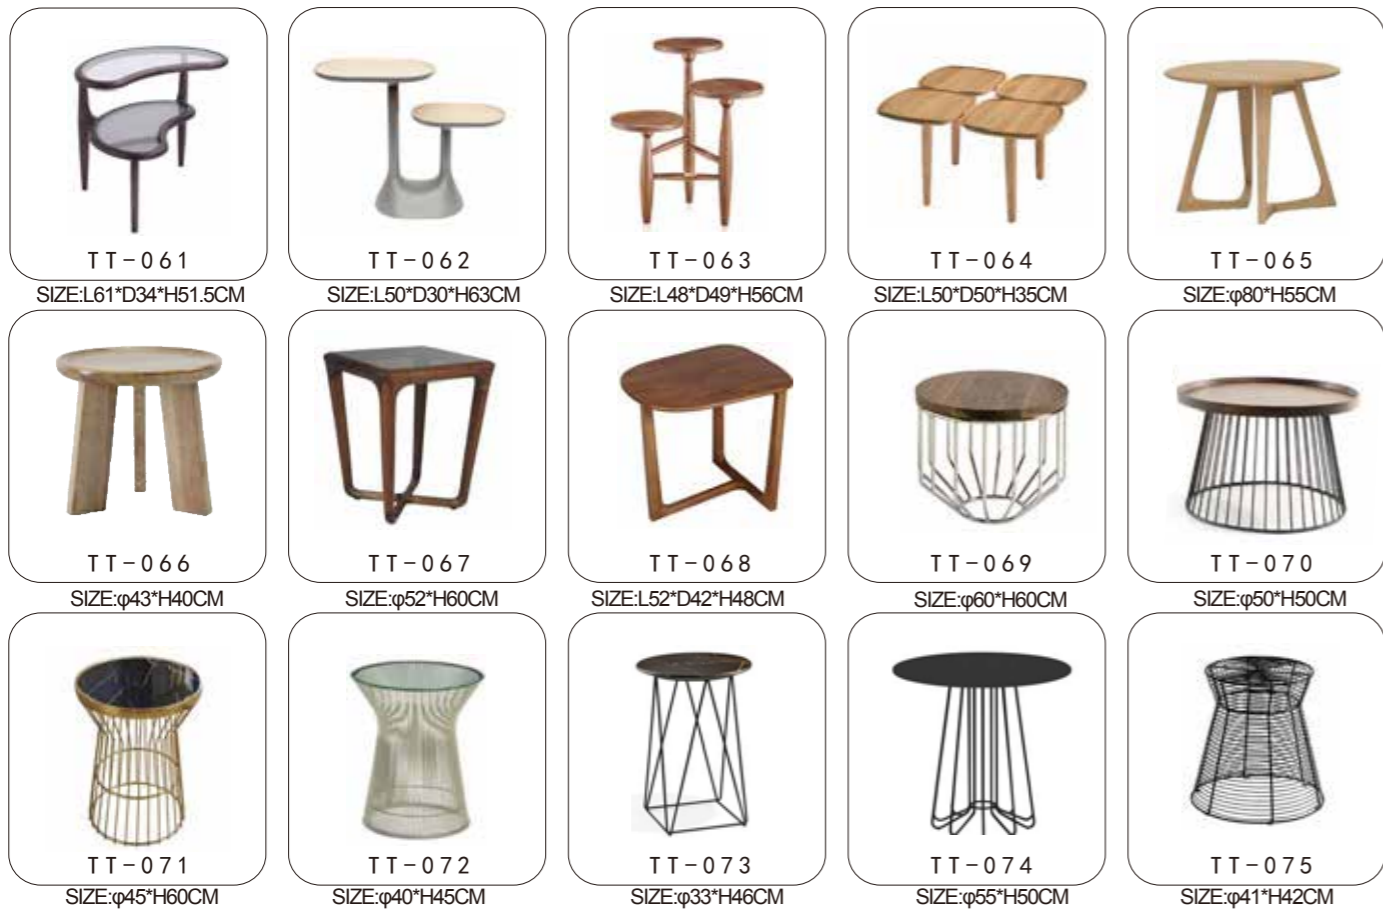 TT-061
TT-062
TT-063
TT-064
TT-065
SIZE:L61*D34*H51.5CM
SIZE:L50*D30*H63CM
SIZE:L48*D49*H56CM
SIZE:L50*D50*H35CM
SIZE:φ80*H55CM
TT-066
TT-067
TT-068
TT-069
TT-070
SIZE:φ43*H40CM
SIZE:φ52*H60CM
SIZE:L52*D42*H48CM
SIZE:φ60*H60CM
SIZE:φ50*H50CM
TT-071
TT-072
TT-073
TT-074
TT-075
SIZE:φ45*H60CM
SIZE:φ40*H45CM
SIZE:φ33*H46CM
SIZE:φ55*H50CM
SIZE:φ41*H42CM